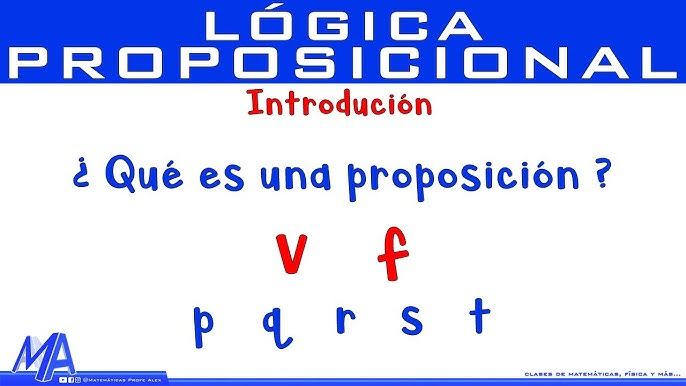 LÓGICA
PROPOSICIONAL
Introdución
¿ Qué es una proposición ?
v f
p q r s t
MA
@Matemáticas Profe Alex
CLASES DE MATEMÁTICAS, FÍSICA Y MÁS...